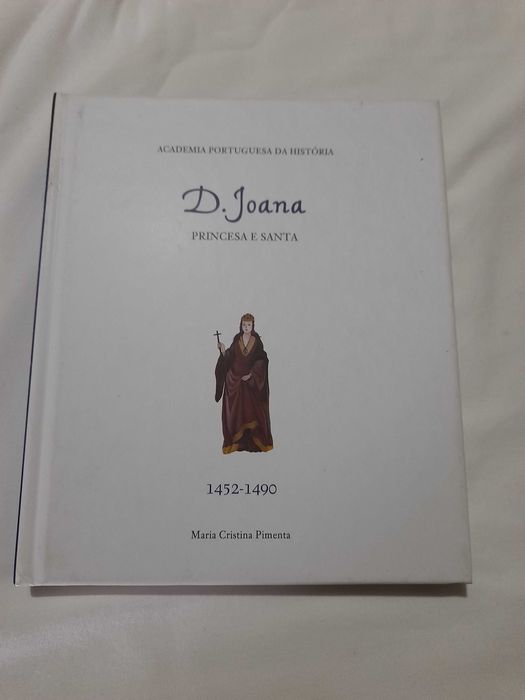 ACADEMIA PORTUGUESA DA HISTÓRIA
D. Joana
PRINCESA E SANTA
1452-1490
Maria Cristina Pimenta